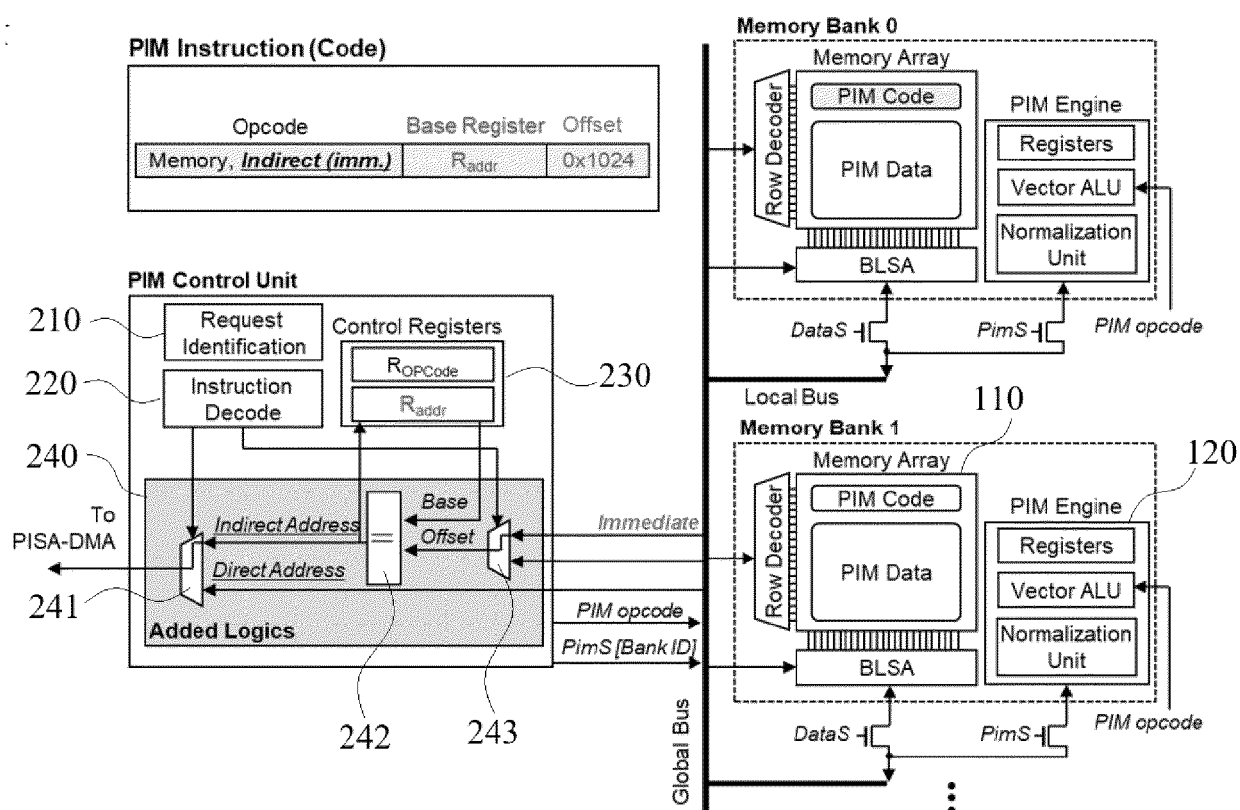 PIM Instruction (Code)
Opcode Base Register Offset
Memory, Indirect (imm.) Raddr 0x1024
PIM Control Unit
210
Request
Identification
220
Instruction
Decode
Control Registers
ROPCode
Raddr
230
240
To
PISA-DMA
Indirect Address
Direct Address
Base
Offset
Immediate
241
Added Logics
242
243
PIM opcode
PimS [Bank ID]
Global Bus
Memory Bank 0
Memory Array
Row Decoder
PIM Code
PIM Data
BLSA
PIM Engine
Registers
Vector ALU
Normalization
Unit
DataS
PimS
PIM opcode
Local Bus
110
Memory Bank 1
120
Memory Array
Row Decoder
PIM Code
PIM Data
BLSA
PIM Engine
Registers
Vector ALU
Normalization
Unit
DataS
PimS
PIM opcode